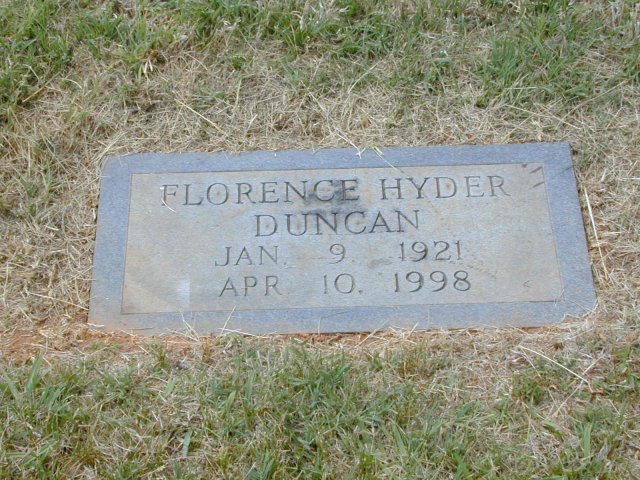 FLORENCE HYDER
DUNCAN
JAN. 9. 1921
APR 10. 1998